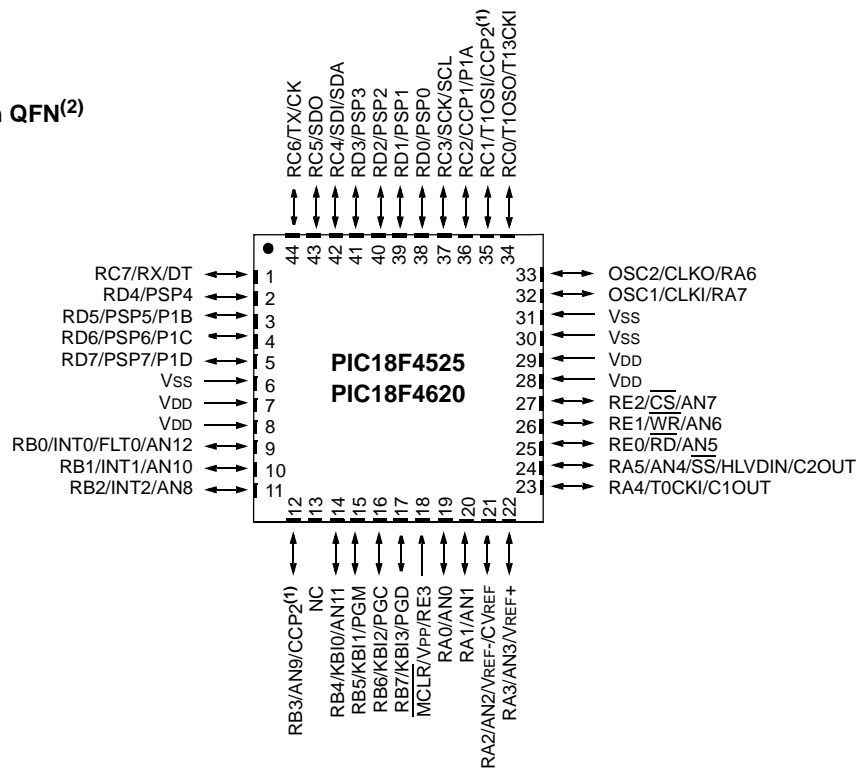 QFN(2)
RC6/TX/CK
RC5/SDO
RC4/SDI/SDA
RD3/PSP3
RD2/PSP2
RD1/PSP1
RD0/PSP0
RC3/SCK/SCL
RC2/CCP1/P1A
RC1/T1OSI/CCP2(1)
RC0/T1OSO/T13CKI
44 43 42 41 40 39 38 37 36 35 34
RC7/RX/DT 1
RD4/PSP4 2
RD5/PSP5/P1B 3
RD6/PSP6/P1C 4
RD7/PSP7/P1D 5
VSS 6
VDD 7
VDD 8
RB0/INT0/FLT0/AN12 9
RB1/INT1/AN10 10
RB2/INT2/AN8 11
PIC18F4525
PIC18F4620
33 OSC2/CLKO/RA6
32 OSC1/CLKI/RA7
31 VSS
30 VSS
29 VDD
28 VDD
27 RE2/CS/AN7
26 RE1/WR/AN6
25 RE0/RD/AN5
24 RA5/AN4/SS/HLVDIN/C2OUT
23 RA4/T0CKI/C1OUT
12 13 14 15 16 17 18 19 20 21 22
RB3/AN9/CCP2(1)
NC
RB4/KBI0/AN11
RB5/KBI1/PGM
RB6/KBI2/PGC
RB7/KBI3/PGD
MCLR/VPP/RE3
RA0/AN0
RA1/AN1
RA2/AN2/VREF-/CVREF
RA3/AN3/VREF+